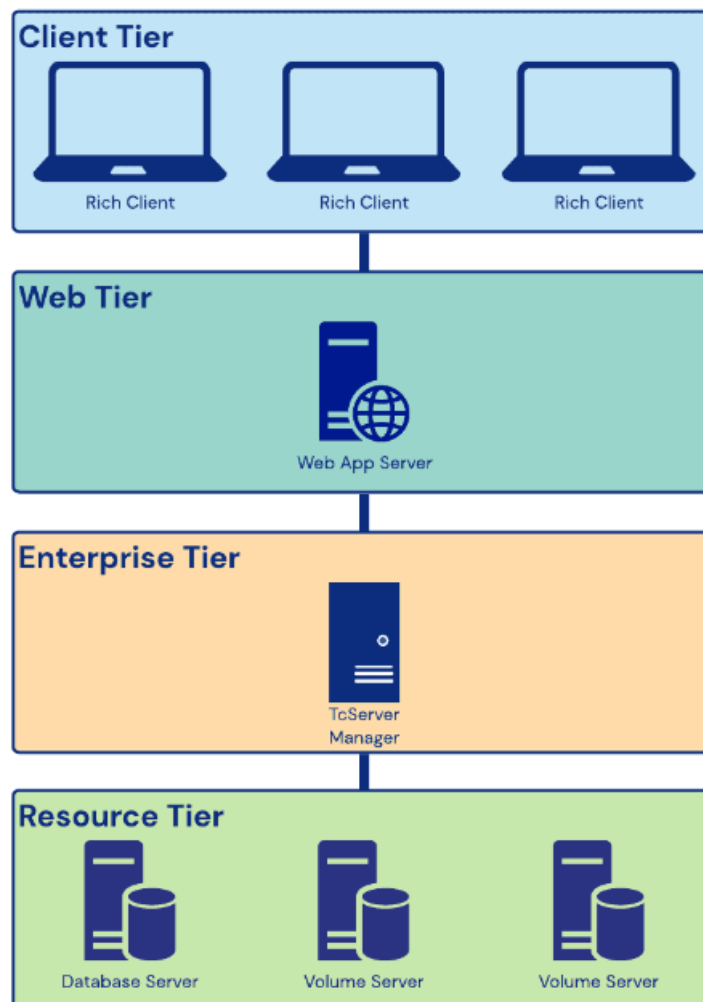 Client Tier
Rich Client
Rich Client
Rich Client
Web Tier
Web App Server
Enterprise Tier
TcServer
Manager
Resource Tier
Database Server
Volume Server
Volume Server